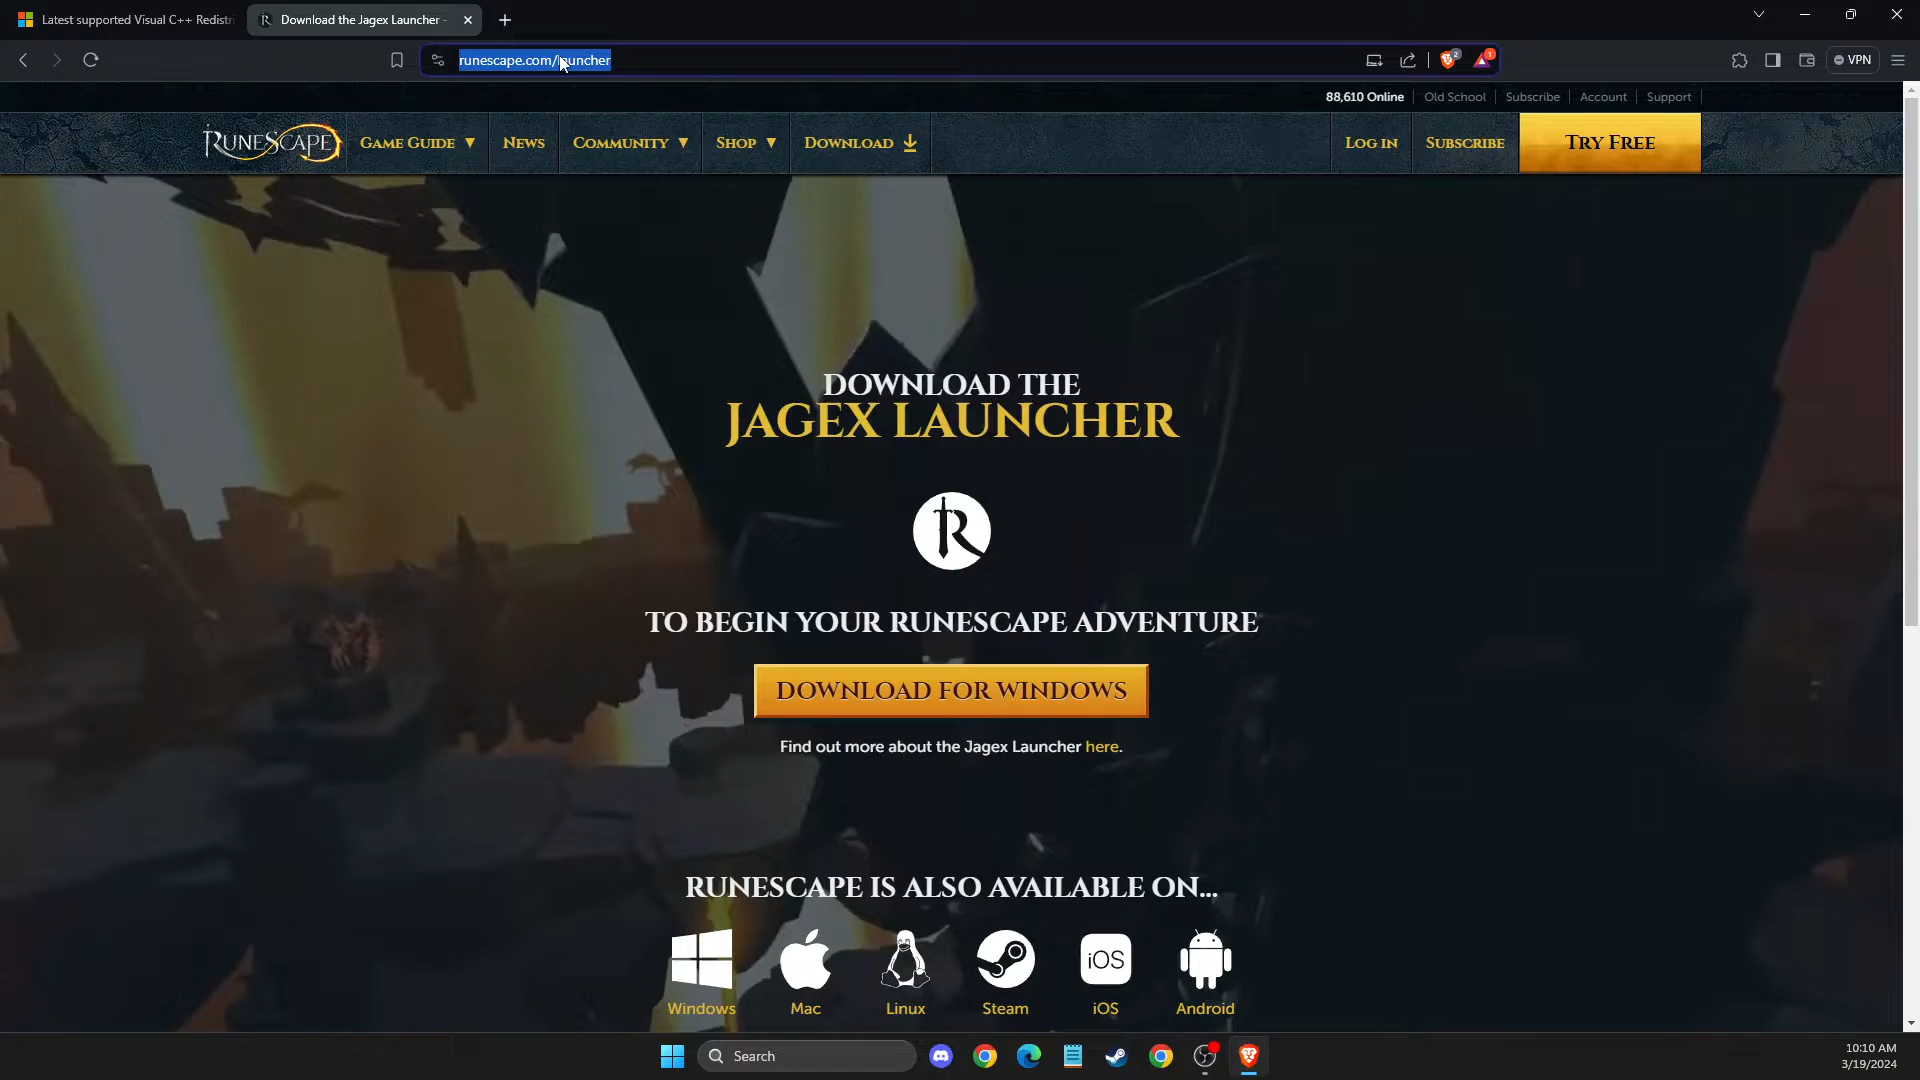 Latest supported Visual C++ Redistri
Download the Jagex Launcher -
runescape.com/launcher
2
1
VPN
88,610 Online
Old School
Subscribe
Account
Support
RuneScape
Game Guide ▼
News
Community ▼
Shop ▼
Download
Log in
Subscribe
Try Free
DOWNLOAD THE
JAGEX LAUNCHER
R
TO BEGIN YOUR RUNESCAPE ADVENTURE
DOWNLOAD FOR WINDOWS
Find out more about the Jagex Launcher here.
RUNESCAPE IS ALSO AVAILABLE ON...
iOS
Windows
Mac
Linux
Steam
iOS
Android
Search
10:10 AM
3/19/2024